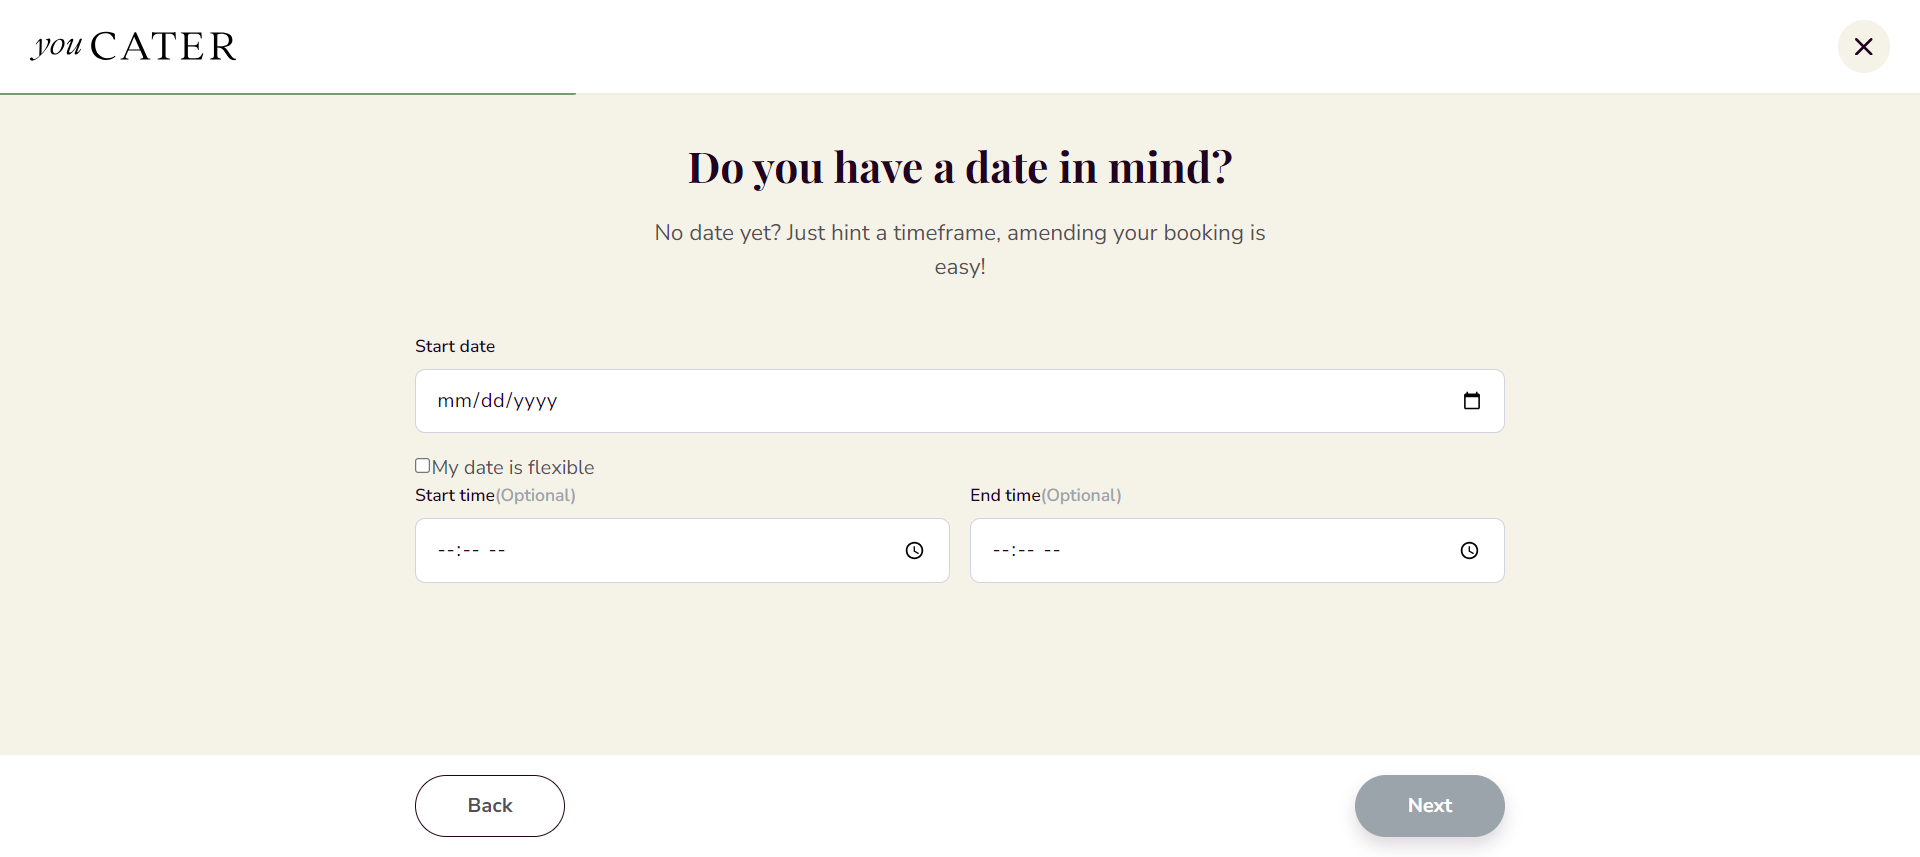 you CATER
Do you have a date in mind?
No date yet? Just hint a timeframe, amending your booking is
easy!
Start date
mm/dd/yyyy
My date is flexible
Start time(Optional)
End time(Optional)
--:-- --
--:-- --
Back
Next